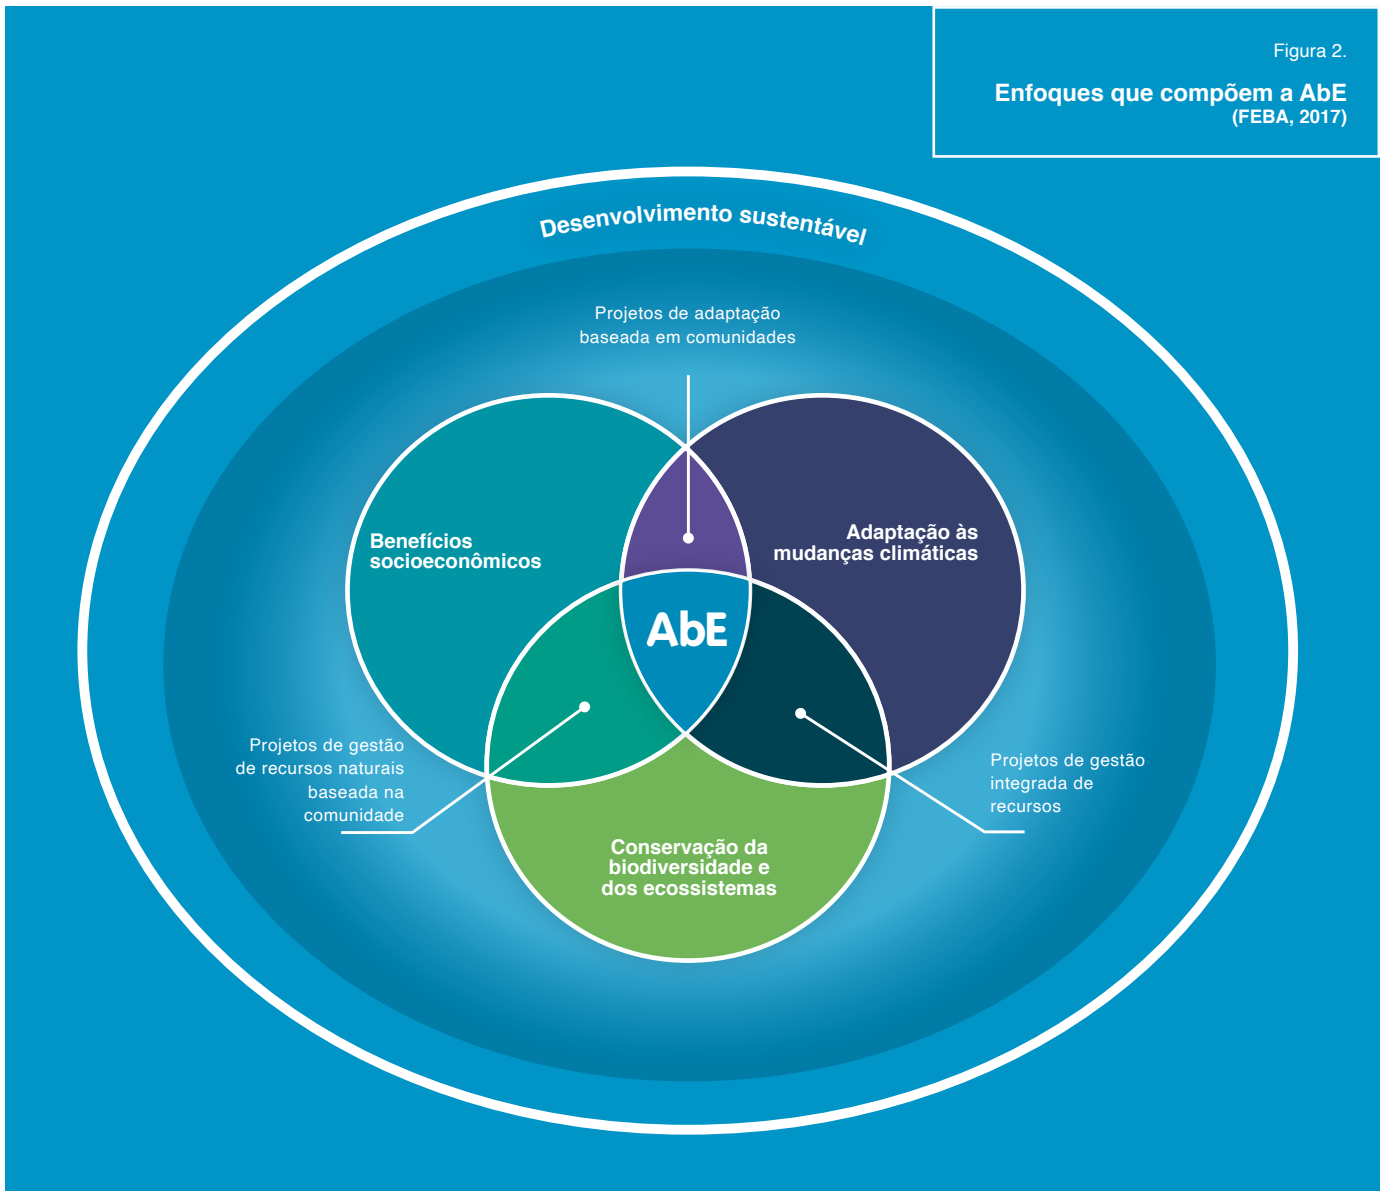 Figura 2.
Enfoques que compõem a AbE
(FEBA, 2017)
Desenvolvimento sustentável
Projetos de adaptação
baseada em comunidades
Benefícios
socioeconômicos
Adaptação às
mudanças climáticas
AbE
Projetos de gestão
de recursos naturais
baseada na
comunidade
Projetos de gestão
integrada de
recursos
Conservação da
biodiversidade e
dos ecossistemas